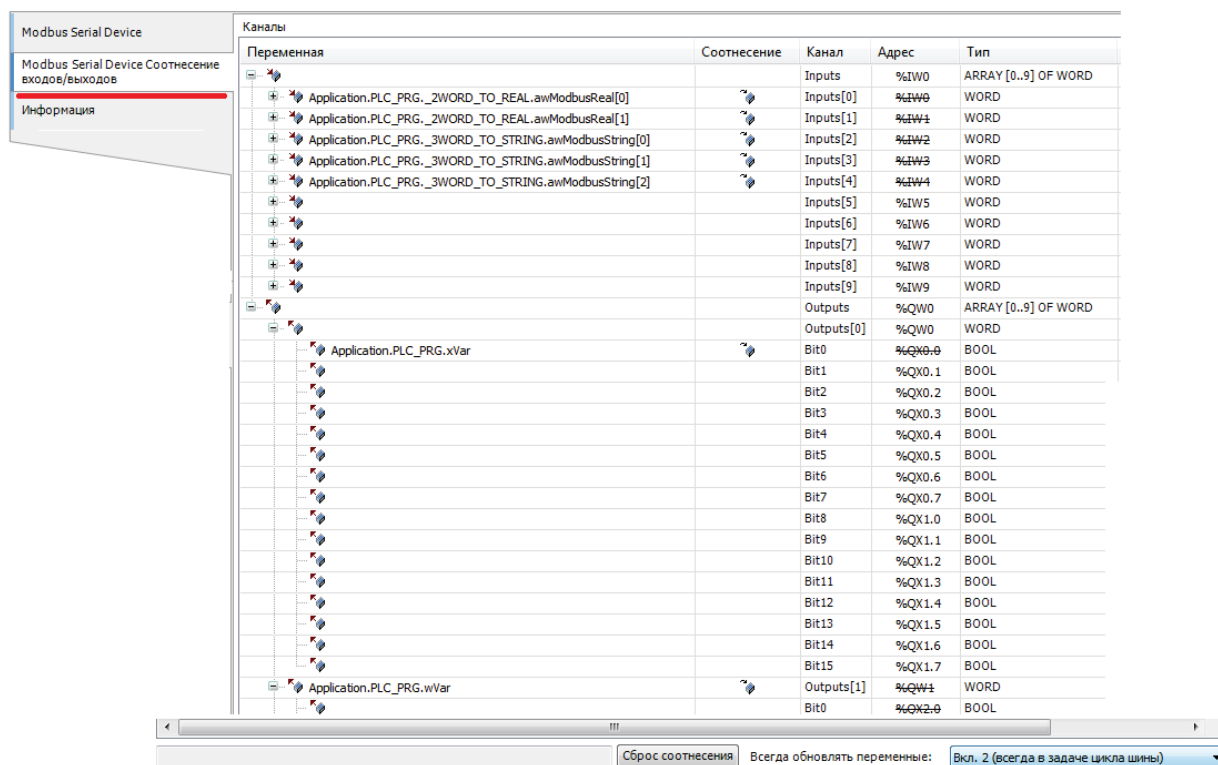 Modbus Serial Device
Modbus Serial Device Соотнесение
входов/выходов
Информация
Каналы
Переменная Соотнесение Канал Адрес Тип
Inputs %IW0 ARRAY [0..9] OF WORD
Application.PLC_PRG._2WORD_TO_REAL.awModbusReal[0] Inputs[0] %IW0 WORD
Application.PLC_PRG._2WORD_TO_REAL.awModbusReal[1] Inputs[1] %IW1 WORD
Application.PLC_PRG._3WORD_TO_STRING.awModbusString[0] Inputs[2] %IW2 WORD
Application.PLC_PRG._3WORD_TO_STRING.awModbusString[1] Inputs[3] %IW3 WORD
Application.PLC_PRG._3WORD_TO_STRING.awModbusString[2] Inputs[4] %IW4 WORD
Inputs[5] %IW5 WORD
Inputs[6] %IW6 WORD
Inputs[7] %IW7 WORD
Inputs[8] %IW8 WORD
Inputs[9] %IW9 WORD
Outputs %QW0 ARRAY [0..9] OF WORD
Outputs[0] %QW0 WORD
Application.PLC_PRG.xVar Bit0 %QX0.0 BOOL
Bit1 %QX0.1 BOOL
Bit2 %QX0.2 BOOL
Bit3 %QX0.3 BOOL
Bit4 %QX0.4 BOOL
Bit5 %QX0.5 BOOL
Bit6 %QX0.6 BOOL
Bit7 %QX0.7 BOOL
Bit8 %QX1.0 BOOL
Bit9 %QX1.1 BOOL
Bit10 %QX1.2 BOOL
Bit11 %QX1.3 BOOL
Bit12 %QX1.4 BOOL
Bit13 %QX1.5 BOOL
Bit14 %QX1.6 BOOL
Bit15 %QX1.7 BOOL
Application.PLC_PRG.wVar Outputs[1] %QW1 WORD
Bit0 %QX2.0 BOOL
Сброс соотнесения Всегда обновлять переменные: Вкл. 2 (всегда в задаче цикла шины)